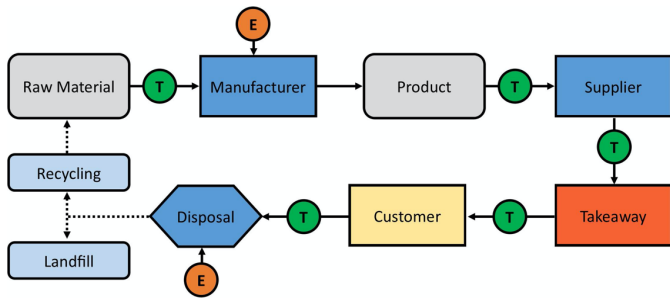 E
Raw Material
T
Manufacturer
Product
T
Supplier
T
Recycling
Disposal
T
Customer
T
Takeaway
Landfill
E